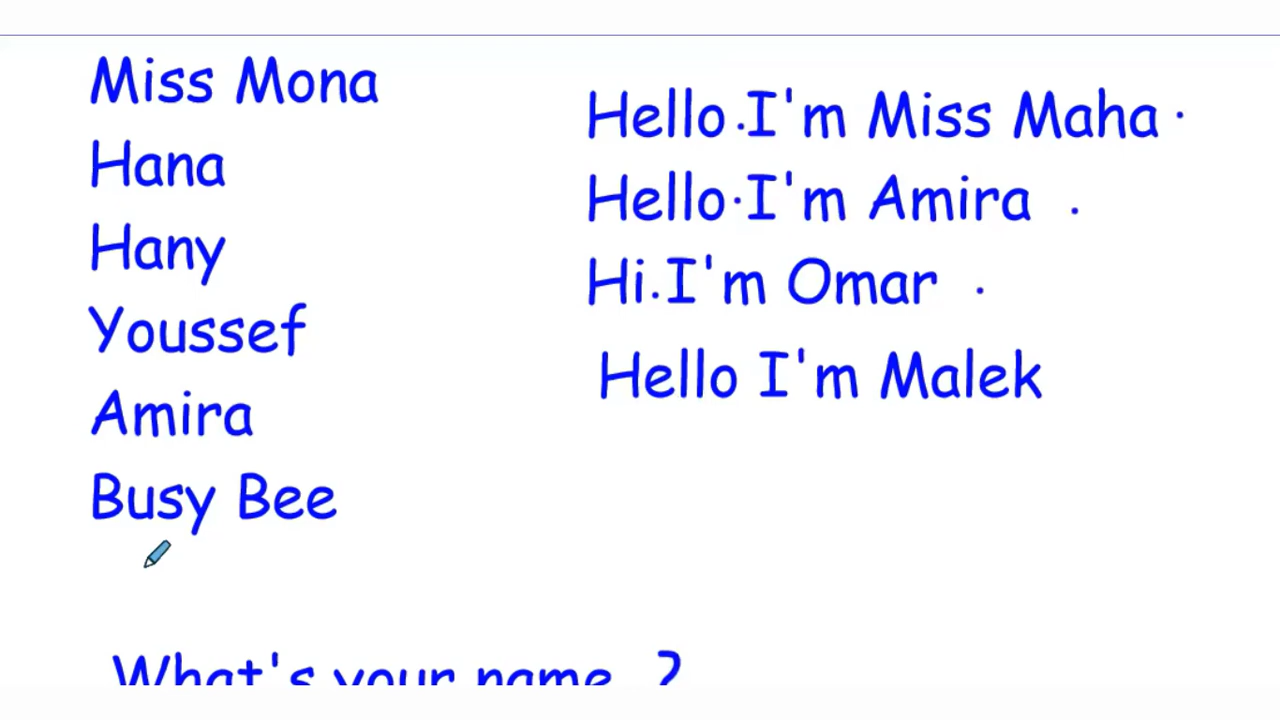 Miss Mona
Hana
Hany
Youssef
Amira
Busy Bee
Hello .I'm Miss Maha .
Hello.I'm Amira .
Hi.I'm Omar .
Hello I'm Malek
What's your name ?